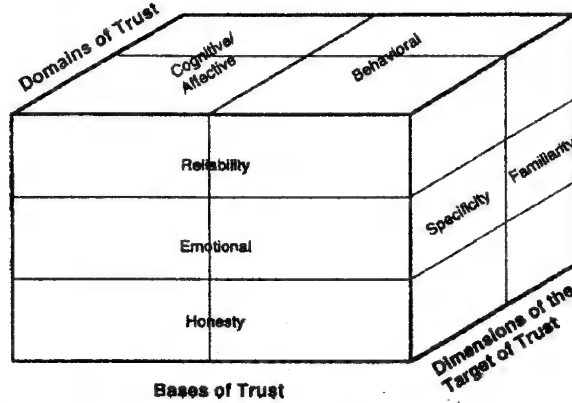 Domains of Trust
Cognitive/
Affective
Behavioral
Reliability
Emotional
Honesty
Specificity
Familiarity
Bases of Trust
Dimensions of the
Target of Trust